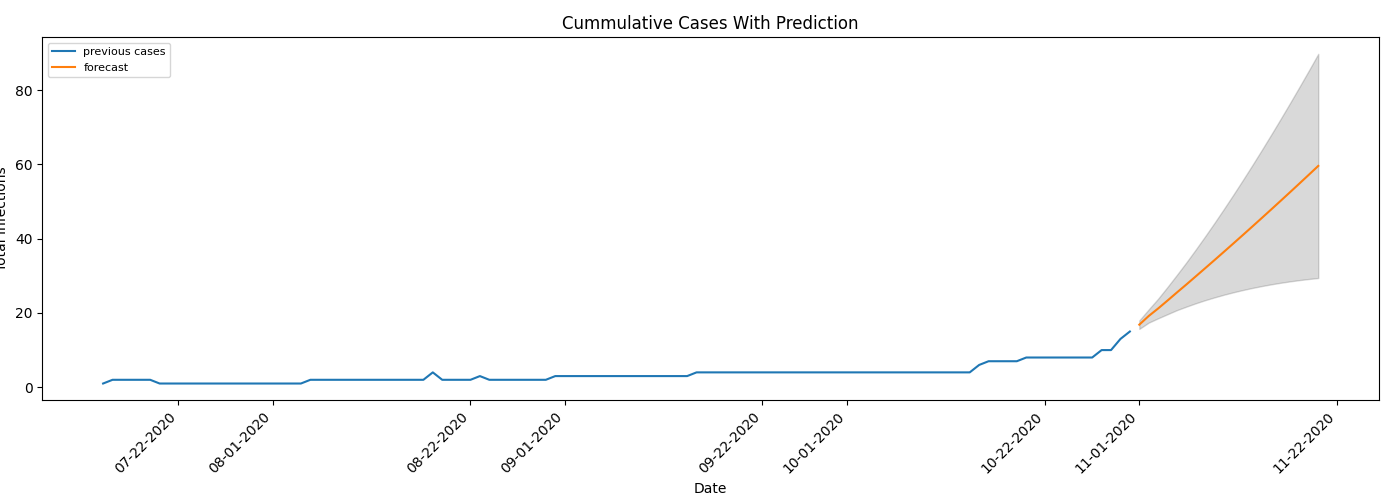 Cummulative Cases With Prediction
previous cases
forecast
80
60
40
20
0
Total Infections
07-22-2020
08-01-2020
08-22-2020
09-01-2020
09-22-2020
10-01-2020
10-22-2020
11-01-2020
11-22-2020
Date